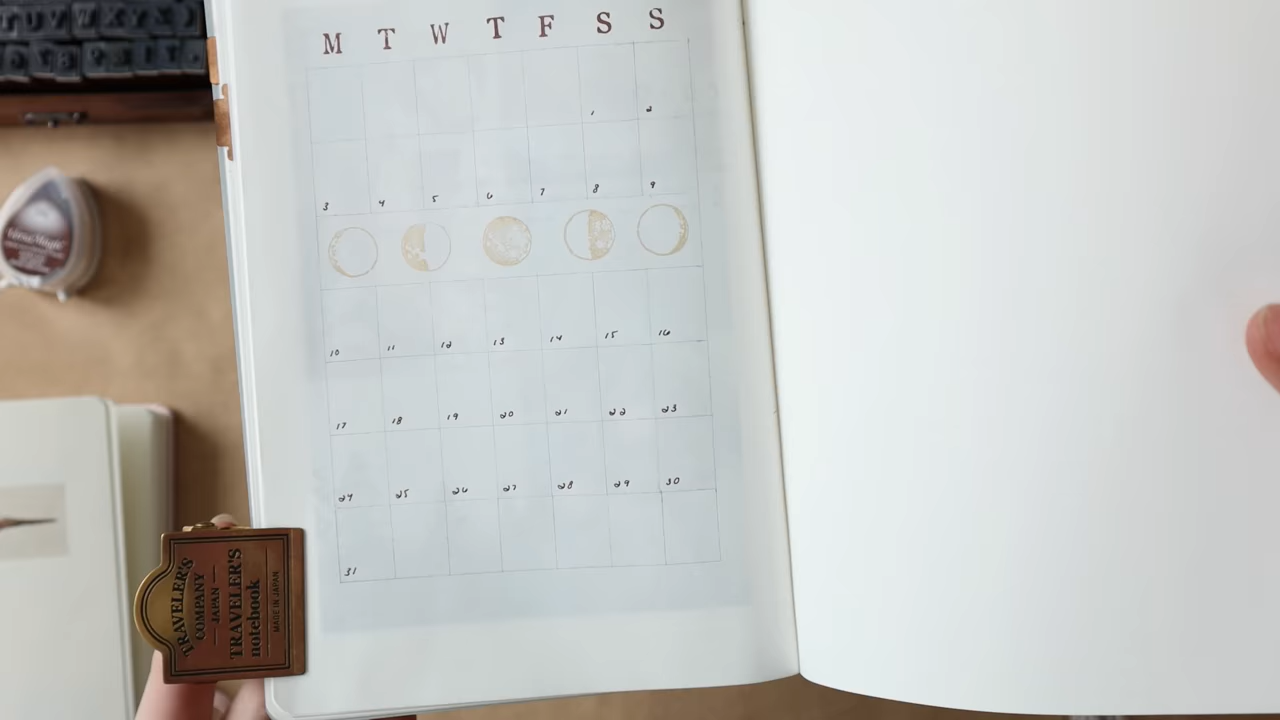 T U V W X Y Z
M T W T F S S
1 2
3 4 5 6 7 8 9
10 11 12 13 14 15 16
17 18 19 20 21 22 23
24 25 26 27 28 29 30
31
VersaMagic
TRAVELER'S
COMPANY
JAPAN
TRAVELER'S
notebook
MADE IN JAPAN